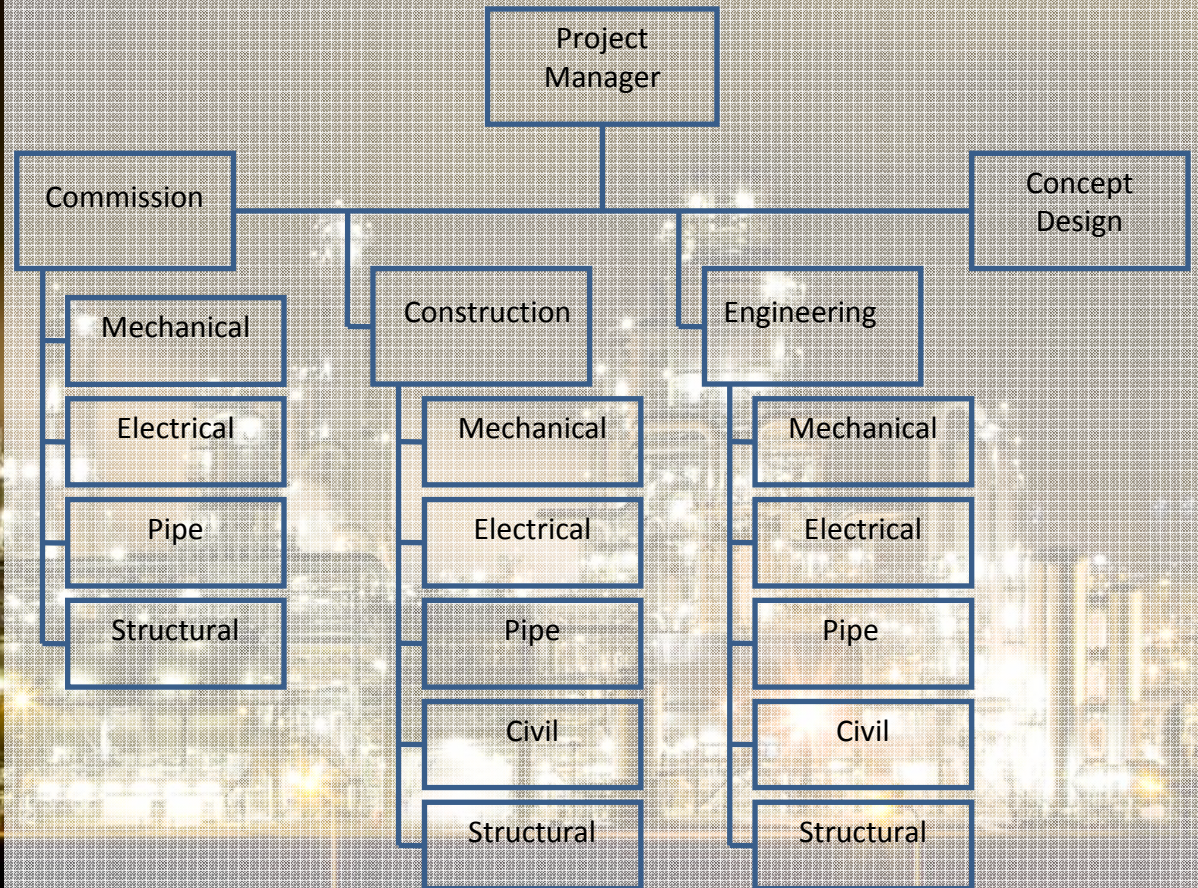 Project
Manager
Commission
Concept
Design
Construction
Engineering
Mechanical
Electrical
Pipe
Structural
Mechanical
Electrical
Pipe
Civil
Structural
Mechanical
Electrical
Pipe
Civil
Structural